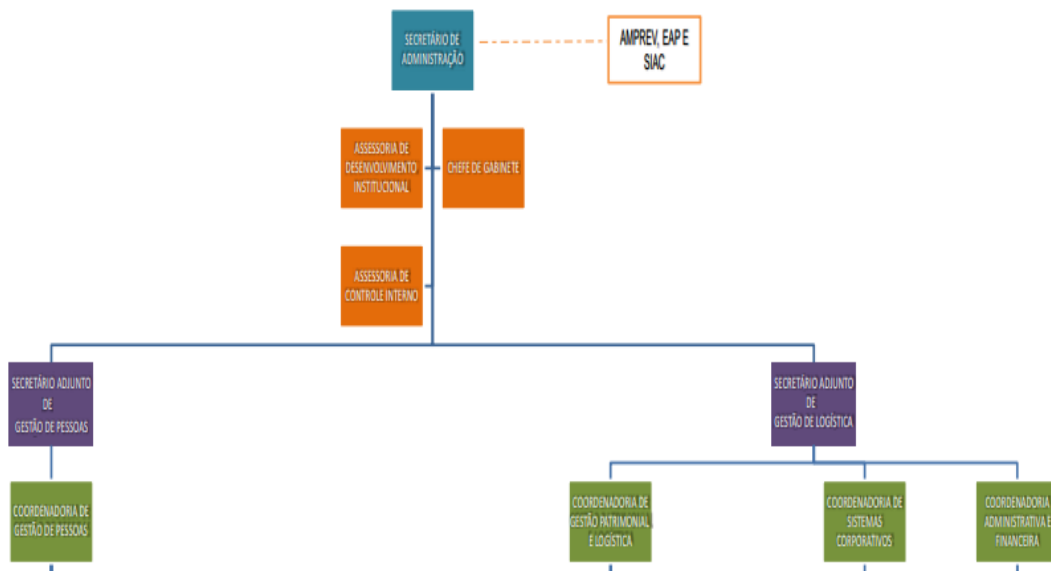 SECRETÁRIO DE
ADMINISTRAÇÃO
AMPREV, EAP E
SIAC
ASSESSORIA DE
DESENVOLVIMENTO
INSTITUCIONAL
CHEFE DE GABINETE
ASSESSORIA DE
CONTROLE INTERNO
SECRETÁRIO ADJUNTO
DE
GESTÃO DE PESSOAS
SECRETÁRIO ADJUNTO
DE
GESTÃO DE LOGÍSTICA
COORDENADORIA DE
GESTÃO DE PESSOAS
COORDENADORIA DE
GESTÃO PATRIMONIAL
E LOGÍSTICA
COORDENADORIA DE
SISTEMAS
CORPORATIVOS
COORDENADORIA
ADMINISTRATIVA E
FINANCEIRA